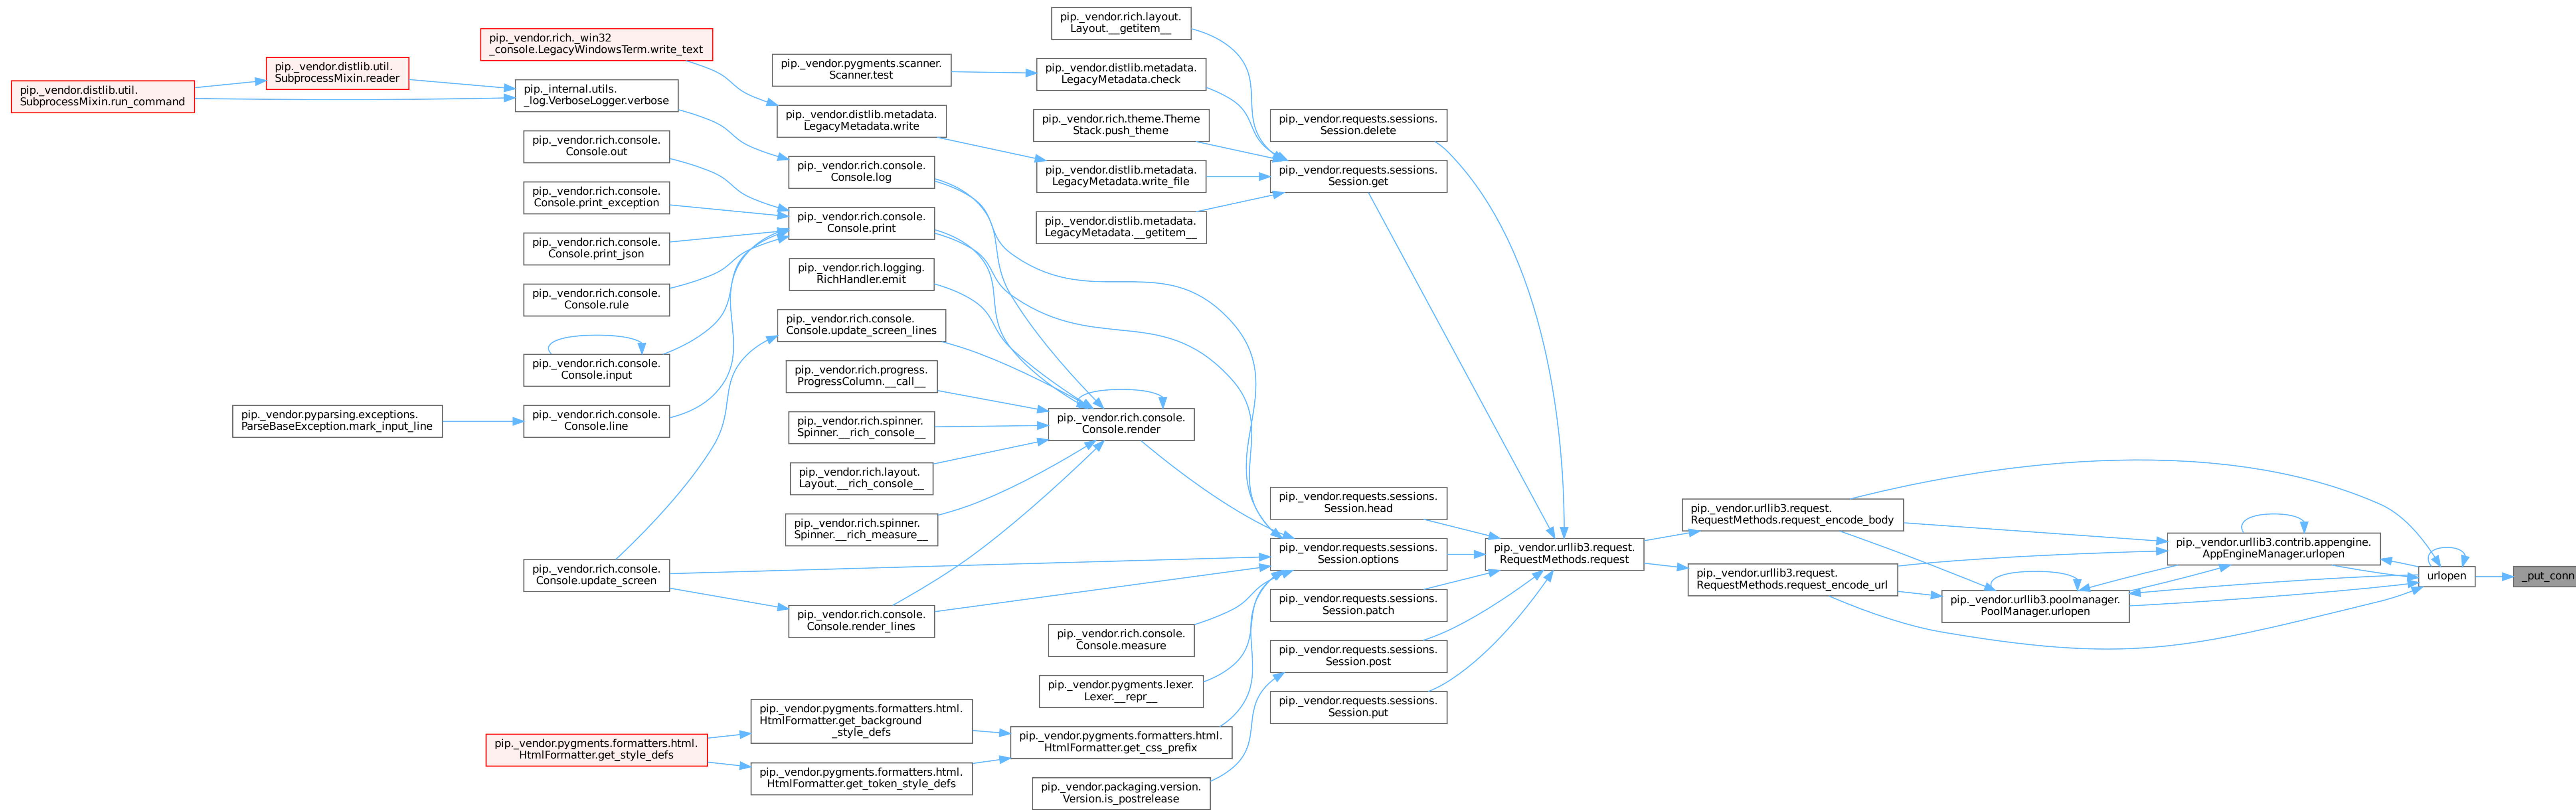 pip._vendor.distlib.util.
SubprocessMixin.run_command
pip._vendor.distlib.util.
SubprocessMixin.reader
pip._vendor.rich._win32
_console.LegacyWindowsTerm.write_text
pip._internal.utils.
_log.VerboseLogger.verbose
pip._vendor.rich.console.
Console.out
pip._vendor.rich.console.
Console.print_exception
pip._vendor.rich.console.
Console.print_json
pip._vendor.rich.console.
Console.rule
pip._vendor.rich.console.
Console.input
pip._vendor.pyparsing.exceptions.
ParseBaseException.mark_input_line
pip._vendor.rich.console.
Console.line
pip._vendor.rich.console.
Console.update_screen
pip._vendor.pygments.formatters.html.
HtmlFormatter.get_style_defs
pip._vendor.pygments.scanner.
Scanner.test
pip._vendor.distlib.metadata.
LegacyMetadata.write
pip._vendor.rich.console.
Console.log
pip._vendor.rich.console.
Console.print
pip._vendor.rich.logging.
RichHandler.emit
pip._vendor.rich.console.
Console.update_screen_lines
pip._vendor.rich.progress.
ProgressColumn.__call__
pip._vendor.rich.spinner.
Spinner.__rich_console__
pip._vendor.rich.layout.
Layout.__rich_console__
pip._vendor.rich.spinner.
Spinner.__rich_measure__
pip._vendor.rich.console.
Console.render_lines
pip._vendor.pygments.formatters.html.
HtmlFormatter.get_background
_style_defs
pip._vendor.pygments.formatters.html.
HtmlFormatter.get_token_style_defs
pip._vendor.rich.layout.
Layout.__getitem__
pip._vendor.distlib.metadata.
LegacyMetadata.check
pip._vendor.rich.theme.Theme
Stack.push_theme
pip._vendor.distlib.metadata.
LegacyMetadata.write_file
pip._vendor.distlib.metadata.
LegacyMetadata.__getitem__
pip._vendor.rich.console.
Console.render
pip._vendor.rich.console.
Console.measure
pip._vendor.pygments.lexer.
Lexer.__repr__
pip._vendor.pygments.formatters.html.
HtmlFormatter.get_css_prefix
pip._vendor.packaging.version.
Version.is_postrelease
pip._vendor.requests.sessions.
Session.delete
pip._vendor.requests.sessions.
Session.get
pip._vendor.requests.sessions.
Session.head
pip._vendor.requests.sessions.
Session.options
pip._vendor.requests.sessions.
Session.patch
pip._vendor.requests.sessions.
Session.post
pip._vendor.requests.sessions.
Session.put
pip._vendor.urllib3.request.
RequestMethods.request
pip._vendor.urllib3.request.
RequestMethods.request_encode_body
pip._vendor.urllib3.request.
RequestMethods.request_encode_url
pip._vendor.urllib3.poolmanager.
PoolManager.urlopen
pip._vendor.urllib3.contrib.appengine.
AppEngineManager.urlopen
urlopen
_put_conn